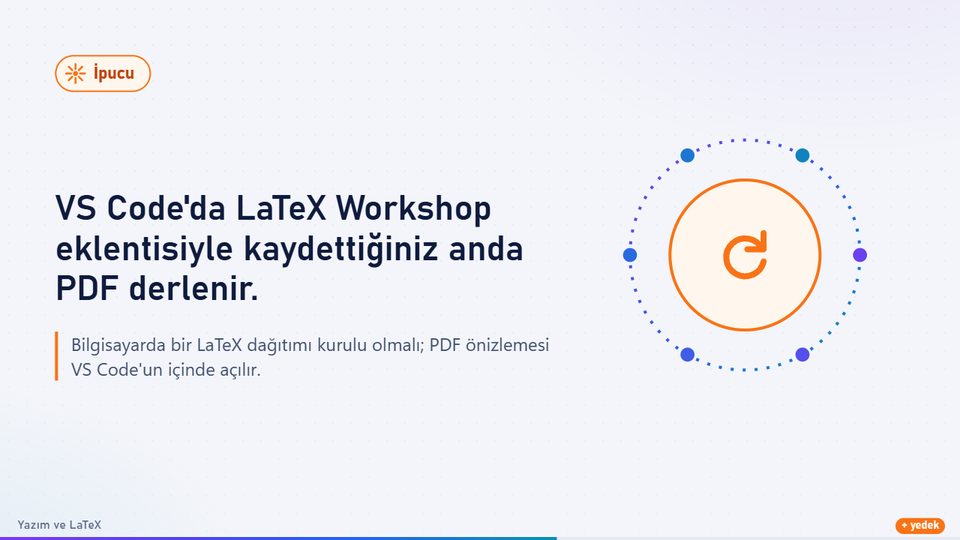 İpucu
VS Code'da LaTeX Workshop
eklentisiyle kaydettiğiniz anda
PDF derlenir.
Bilgisayarda bir LaTeX dağıtımı kurulu olmalı; PDF önizlemesi
VS Code'un içinde açılır.
Yazım ve LaTeX
+ yedek